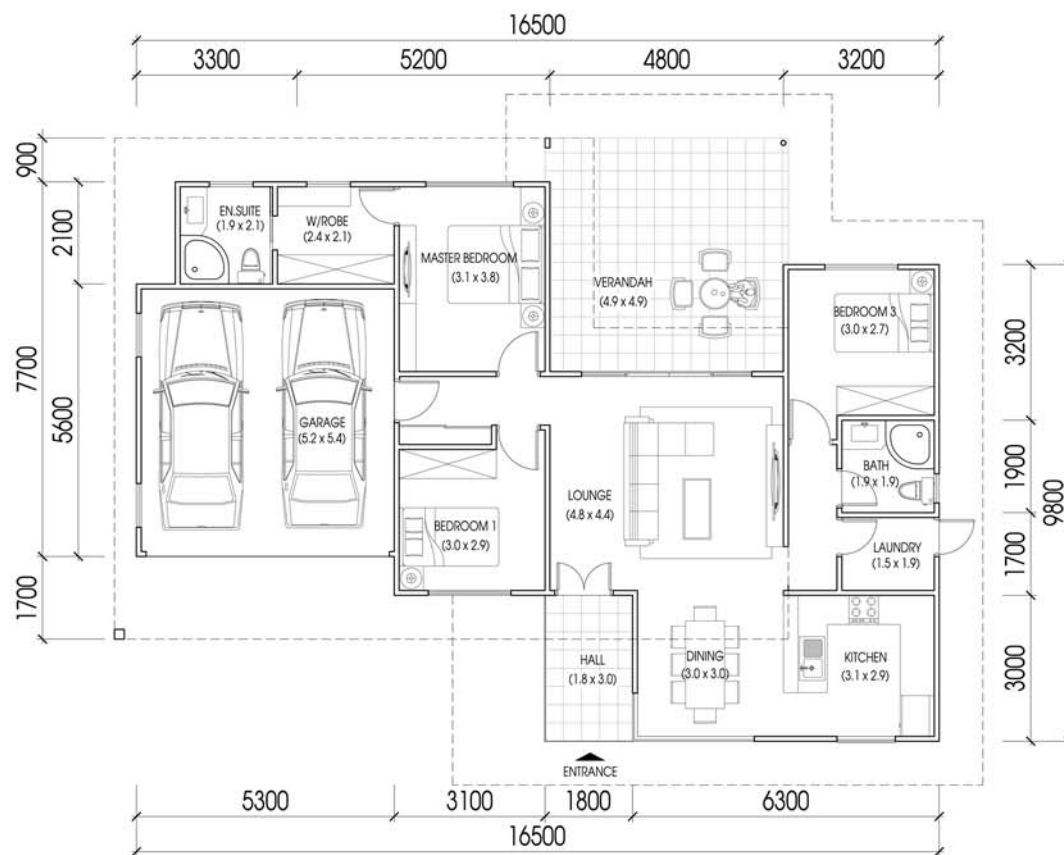 16500
3300
5200
4800
3200
900
2100
7700
5600
1700
EN.SUITE
(1.9 x 2.1)
W/ROBE
(2.4 x 2.1)
MASTER BEDROOM
(3.1 x 3.8)
VERANDAH
(4.9 x 4.9)
BEDROOM 3
(3.0 x 2.7)
GARAGE
(5.2 x 5.4)
BEDROOM 1
(3.0 x 2.9)
LOUNGE
(4.8 x 4.4)
BATH
(1.9 x 1.9)
LAUNDRY
(1.5 x 1.9)
HALL
(1.8 x 3.0)
DINING
(3.0 x 3.0)
KITCHEN
(3.1 x 2.9)
ENTRANCE
3200
1900
1700
3000
9800
5300
3100
1800
6300
16500